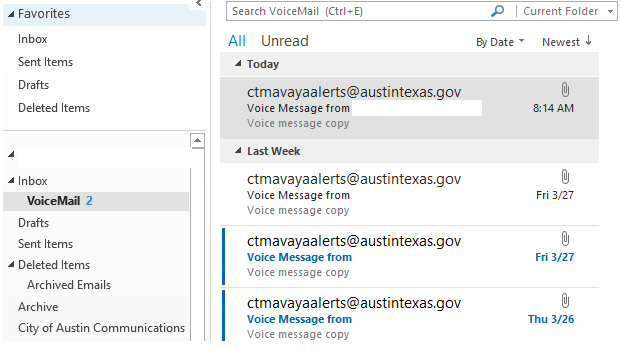 Favorites
Inbox
Sent Items
Drafts
Deleted Items
Inbox
VoiceMail 2
Drafts
Sent Items
Deleted Items
Archived Emails
Archive
City of Austin Communications
Search VoiceMail (Ctrl+E) Current Folder
All Unread By Date Newest
Today
ctmavayaalerts@austintexas.gov
Voice Message from 8:14 AM
Voice message copy
Last Week
ctmavayaalerts@austintexas.gov
Voice Message from Fri 3/27
Voice message copy
ctmavayaalerts@austintexas.gov
Voice Message from Fri 3/27
Voice message copy
ctmavayaalerts@austintexas.gov
Voice Message from Thu 3/26
Voice message copy